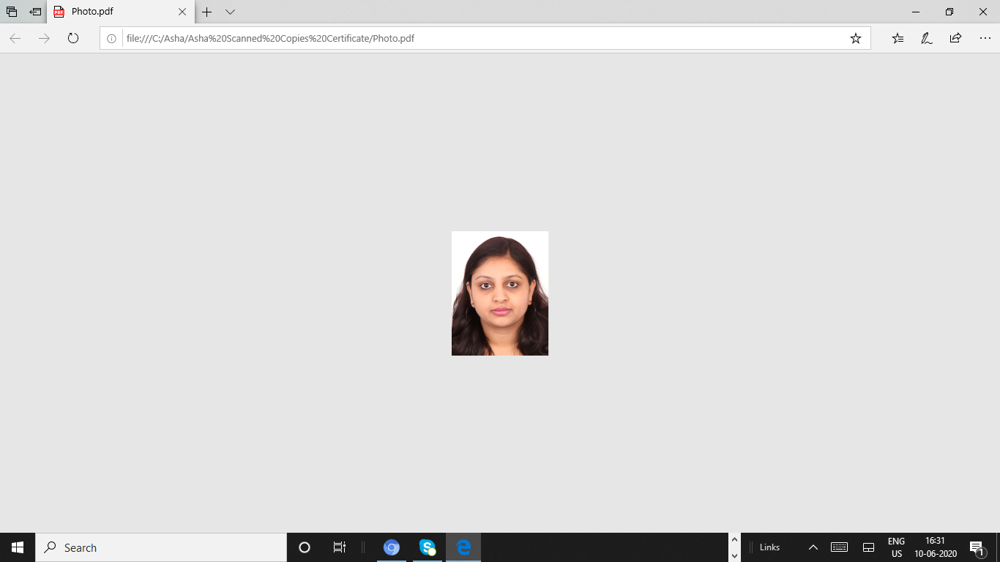 Photo.pdf
file:///C:/Asha/Asha%20Scanned%20Copies%20Certificate/Photo.pdf
Search
Links
ENG
US
16:31
10-06-2020
1